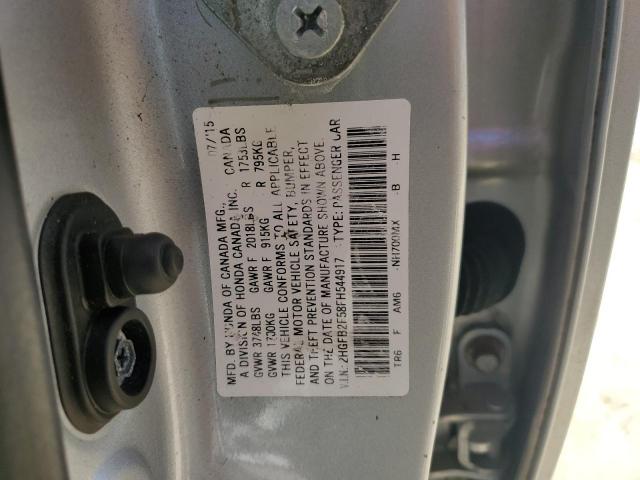 MFD. BY HONDA OF CANADA MFG., CANADA 07/15
A DIVISION OF HONDA CANADA INC.
GVWR 3748LBS GAWR F 2018LBS R 1753LBS
GVWR 1700KG GAWR F 915KG R 795KG
THIS VEHICLE CONFORMS TO ALL APPLICABLE
FEDERAL MOTOR VEHICLE SAFETY, BUMPER,
AND THEFT PREVENTION STANDARDS IN EFFECT
ON THE DATE OF MANUFACTURE SHOWN ABOVE.
V.I.N.: 2HGFB2F58FH544917 TYPE: PASSENGER CAR
TR6 F AM6 -NH700MX -B H